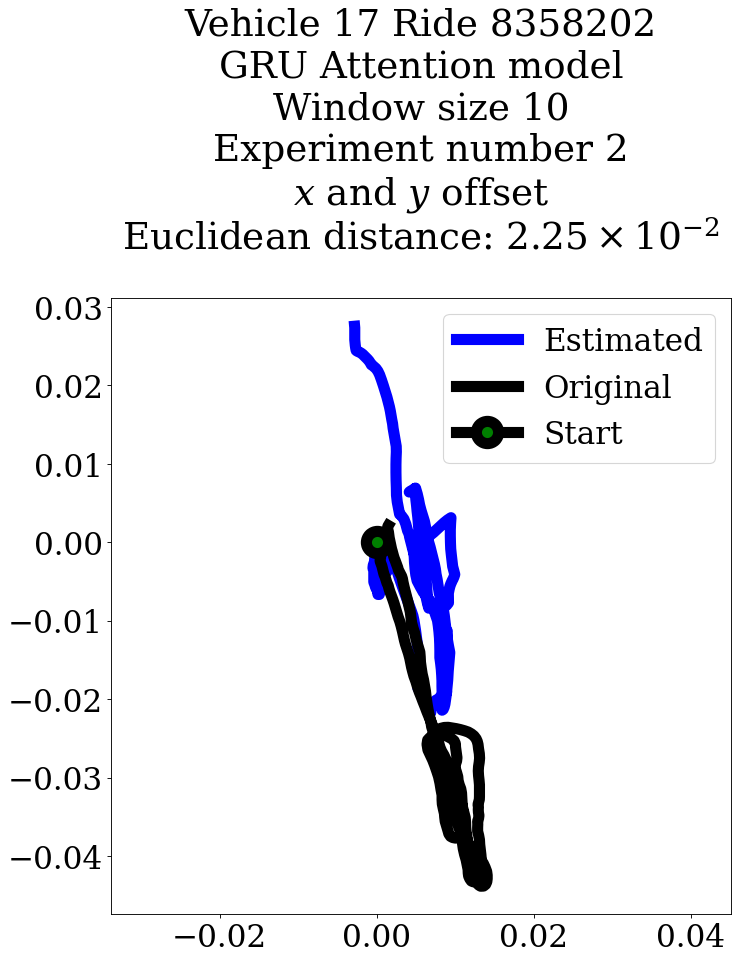 Vehicle 17 Ride 8358202
GRU Attention model
Window size 10
Experiment number 2
x and y offset
Euclidean distance: 2.25 × 10⁻²
Estimated
Original
Start
0.03
0.02
0.01
0.00
−0.01
−0.02
−0.03
−0.04
−0.02 0.00 0.02 0.04